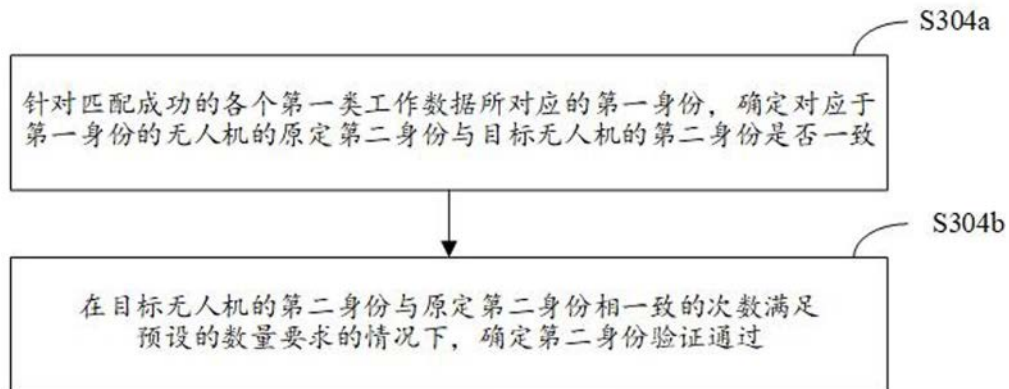 S304a
针对匹配成功的各个第一类工作数据所对应的第一身份，确定对应于
第一身份的无人机的原定第二身份与目标无人机的第二身份是否一致
S304b
在目标无人机的第二身份与原定第二身份相一致的次数满足
预设的数量要求的情况下，确定第二身份验证通过